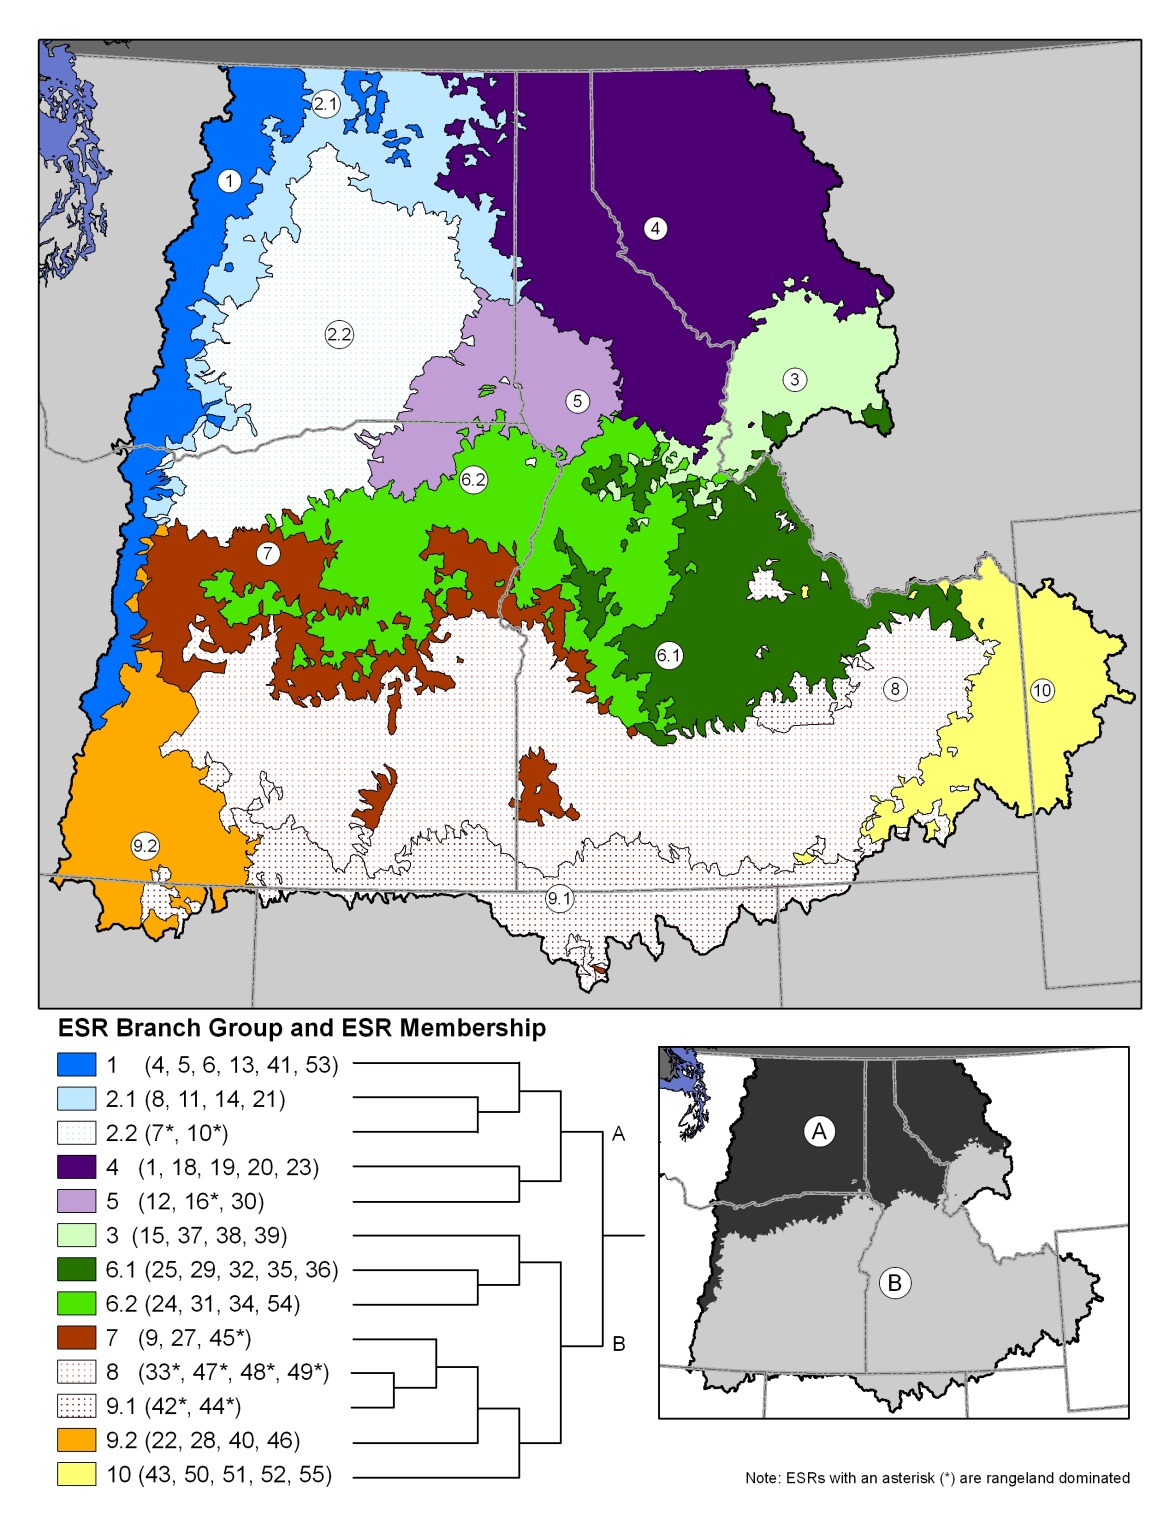 2.1
1
4
2.2
3
5
6.2
7
6.1
8
10
9.2
9.1
ESR Branch Group and ESR Membership
1 (4, 5, 6, 13, 41, 53)
2.1 (8, 11, 14, 21)
2.2 (7*, 10*)
4 (1, 18, 19, 20, 23)
5 (12, 16*, 30)
3 (15, 37, 38, 39)
6.1 (25, 29, 32, 35, 36)
6.2 (24, 31, 34, 54)
7 (9, 27, 45*)
8 (33*, 47*, 48*, 49*)
9.1 (42*, 44*)
9.2 (22, 28, 40, 46)
10 (43, 50, 51, 52, 55)
A
B
A
B
Note: ESRs with an asterisk (*) are rangeland dominated